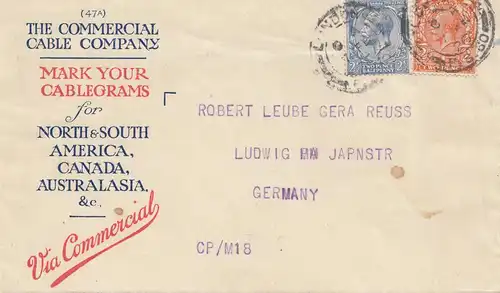 (47A)
THE COMMERCIAL
CABLE COMPANY
MARK YOUR
CABLEGRAMS
for
NORTH & SOUTH
AMERICA,
CANADA,
AUSTRALASIA.
&c.
Via Commercial
ROBERT LEUBE GERA REUSS
LUDWIG JAPNSTR
GERMANY
CP/M18